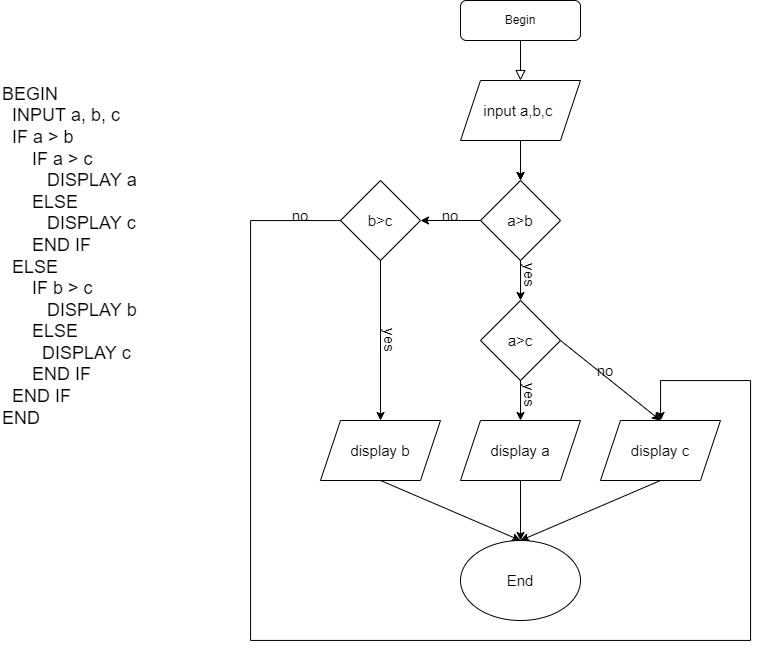 BEGIN
INPUT a, b, c
IF a > b
IF a > c
DISPLAY a
ELSE
DISPLAY c
END IF
ELSE
IF b > c
DISPLAY b
ELSE
DISPLAY c
END IF
END IF
END
Begin
input a,b,c
no
b>c
no
a>b
yes
a>c
yes
no
yes
display b
display a
display c
End